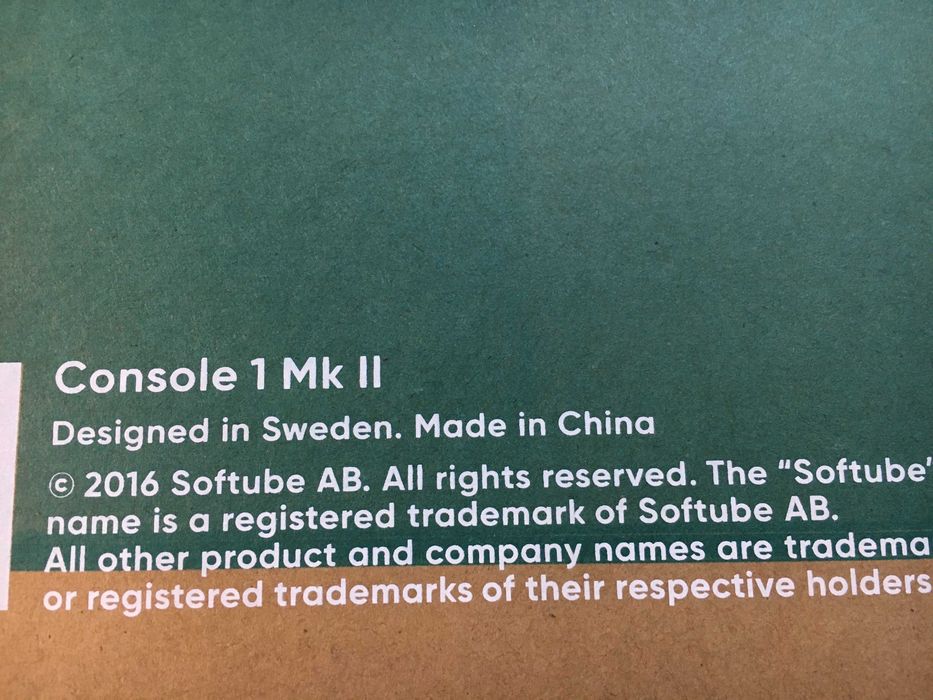 Console 1 Mk II
Designed in Sweden. Made in China
© 2016 Softube AB. All rights reserved. The “Softube”
name is a registered trademark of Softube AB.
All other product and company names are
or registered trademarks of their respective holders